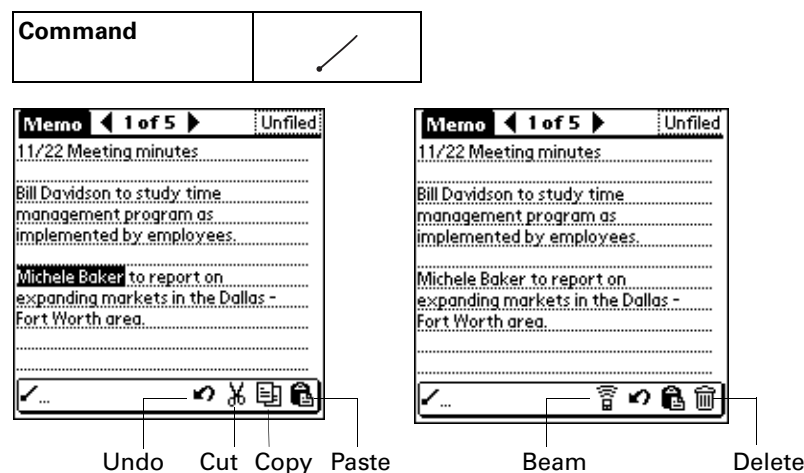 Command
Memo 1 of 5 Unfiled
11/22 Meeting minutes
Bill Davidson to study time
management program as
implemented by employees.
Michele Baker to report on
expanding markets in the Dallas -
Fort Worth area.
...
Undo Cut Copy Paste
Memo 1 of 5 Unfiled
11/22 Meeting minutes
Bill Davidson to study time
management program as
implemented by employees.
Michele Baker to report on
expanding markets in the Dallas -
Fort Worth area.
...
Beam Delete